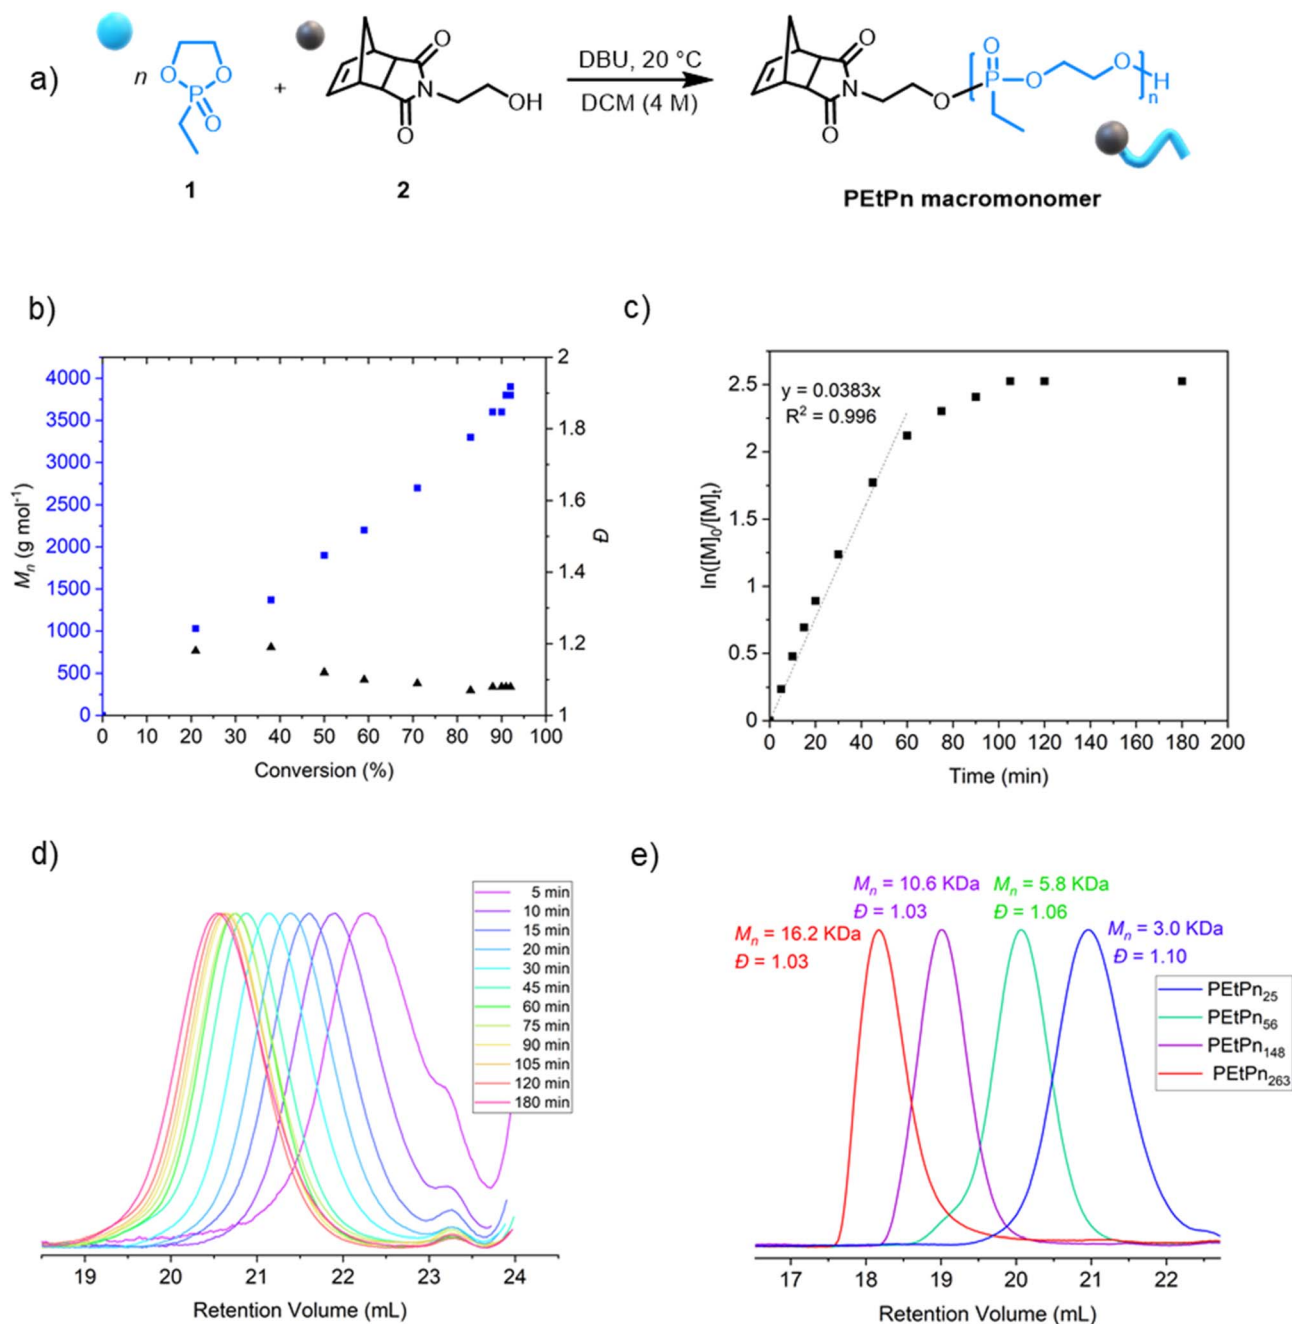 a)
n
O
O
P
O
1
+
O
N
O
OH
2
DBU, 20 °C
DCM (4 M)
O
N
O
O
O
P
O
O
H
n
PEtPn macromonomer
b)
Mn (g mol-1)
4000
3500
3000
2500
2000
1500
1000
500
0
2
1.8
1.6
1.4
1.2
1
Đ
0 10 20 30 40 50 60 70 80 90 100
Conversion (%)
c)
ln([M]0/[M]t)
2.5
2
1.5
1
0.5
0
y = 0.0383x
R2 = 0.996
0 20 40 60 80 100 120 140 160 180 200
Time (min)
d)
5 min
10 min
15 min
20 min
30 min
45 min
60 min
75 min
90 min
105 min
120 min
180 min
19 20 21 22 23 24
Retention Volume (mL)
e)
Mn = 16.2 KDa
Đ = 1.03
Mn = 10.6 KDa
Đ = 1.03
Mn = 5.8 KDa
Đ = 1.06
Mn = 3.0 KDa
Đ = 1.10
PEtPn25
PEtPn56
PEtPn148
PEtPn263
17 18 19 20 21 22
Retention Volume (mL)